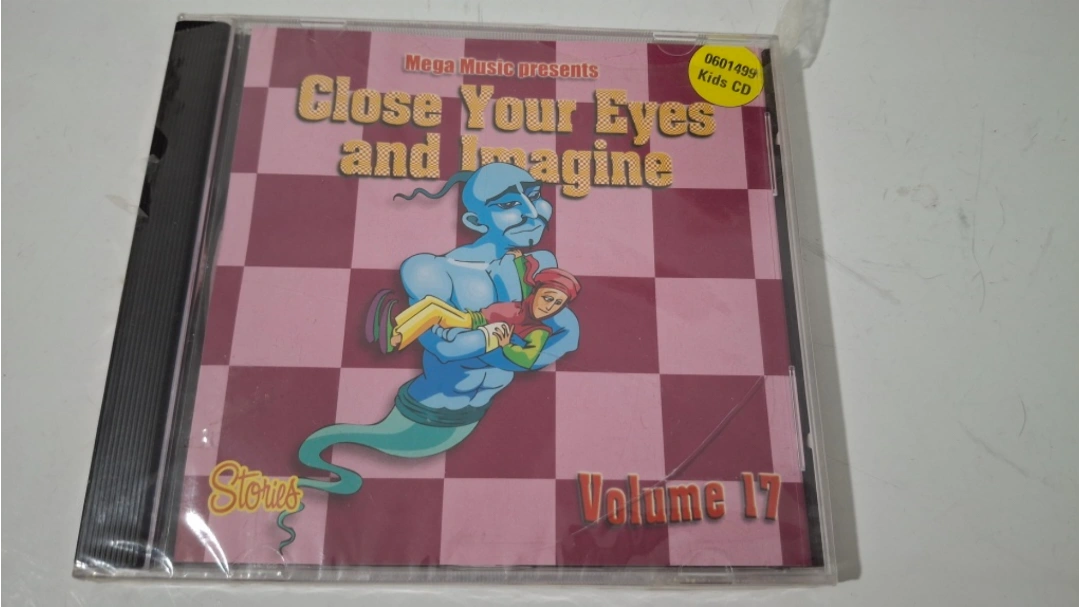 Mega Music presents
Close Your Eyes
and Imagine
0601499
Kids CD
Stories
Volume 17